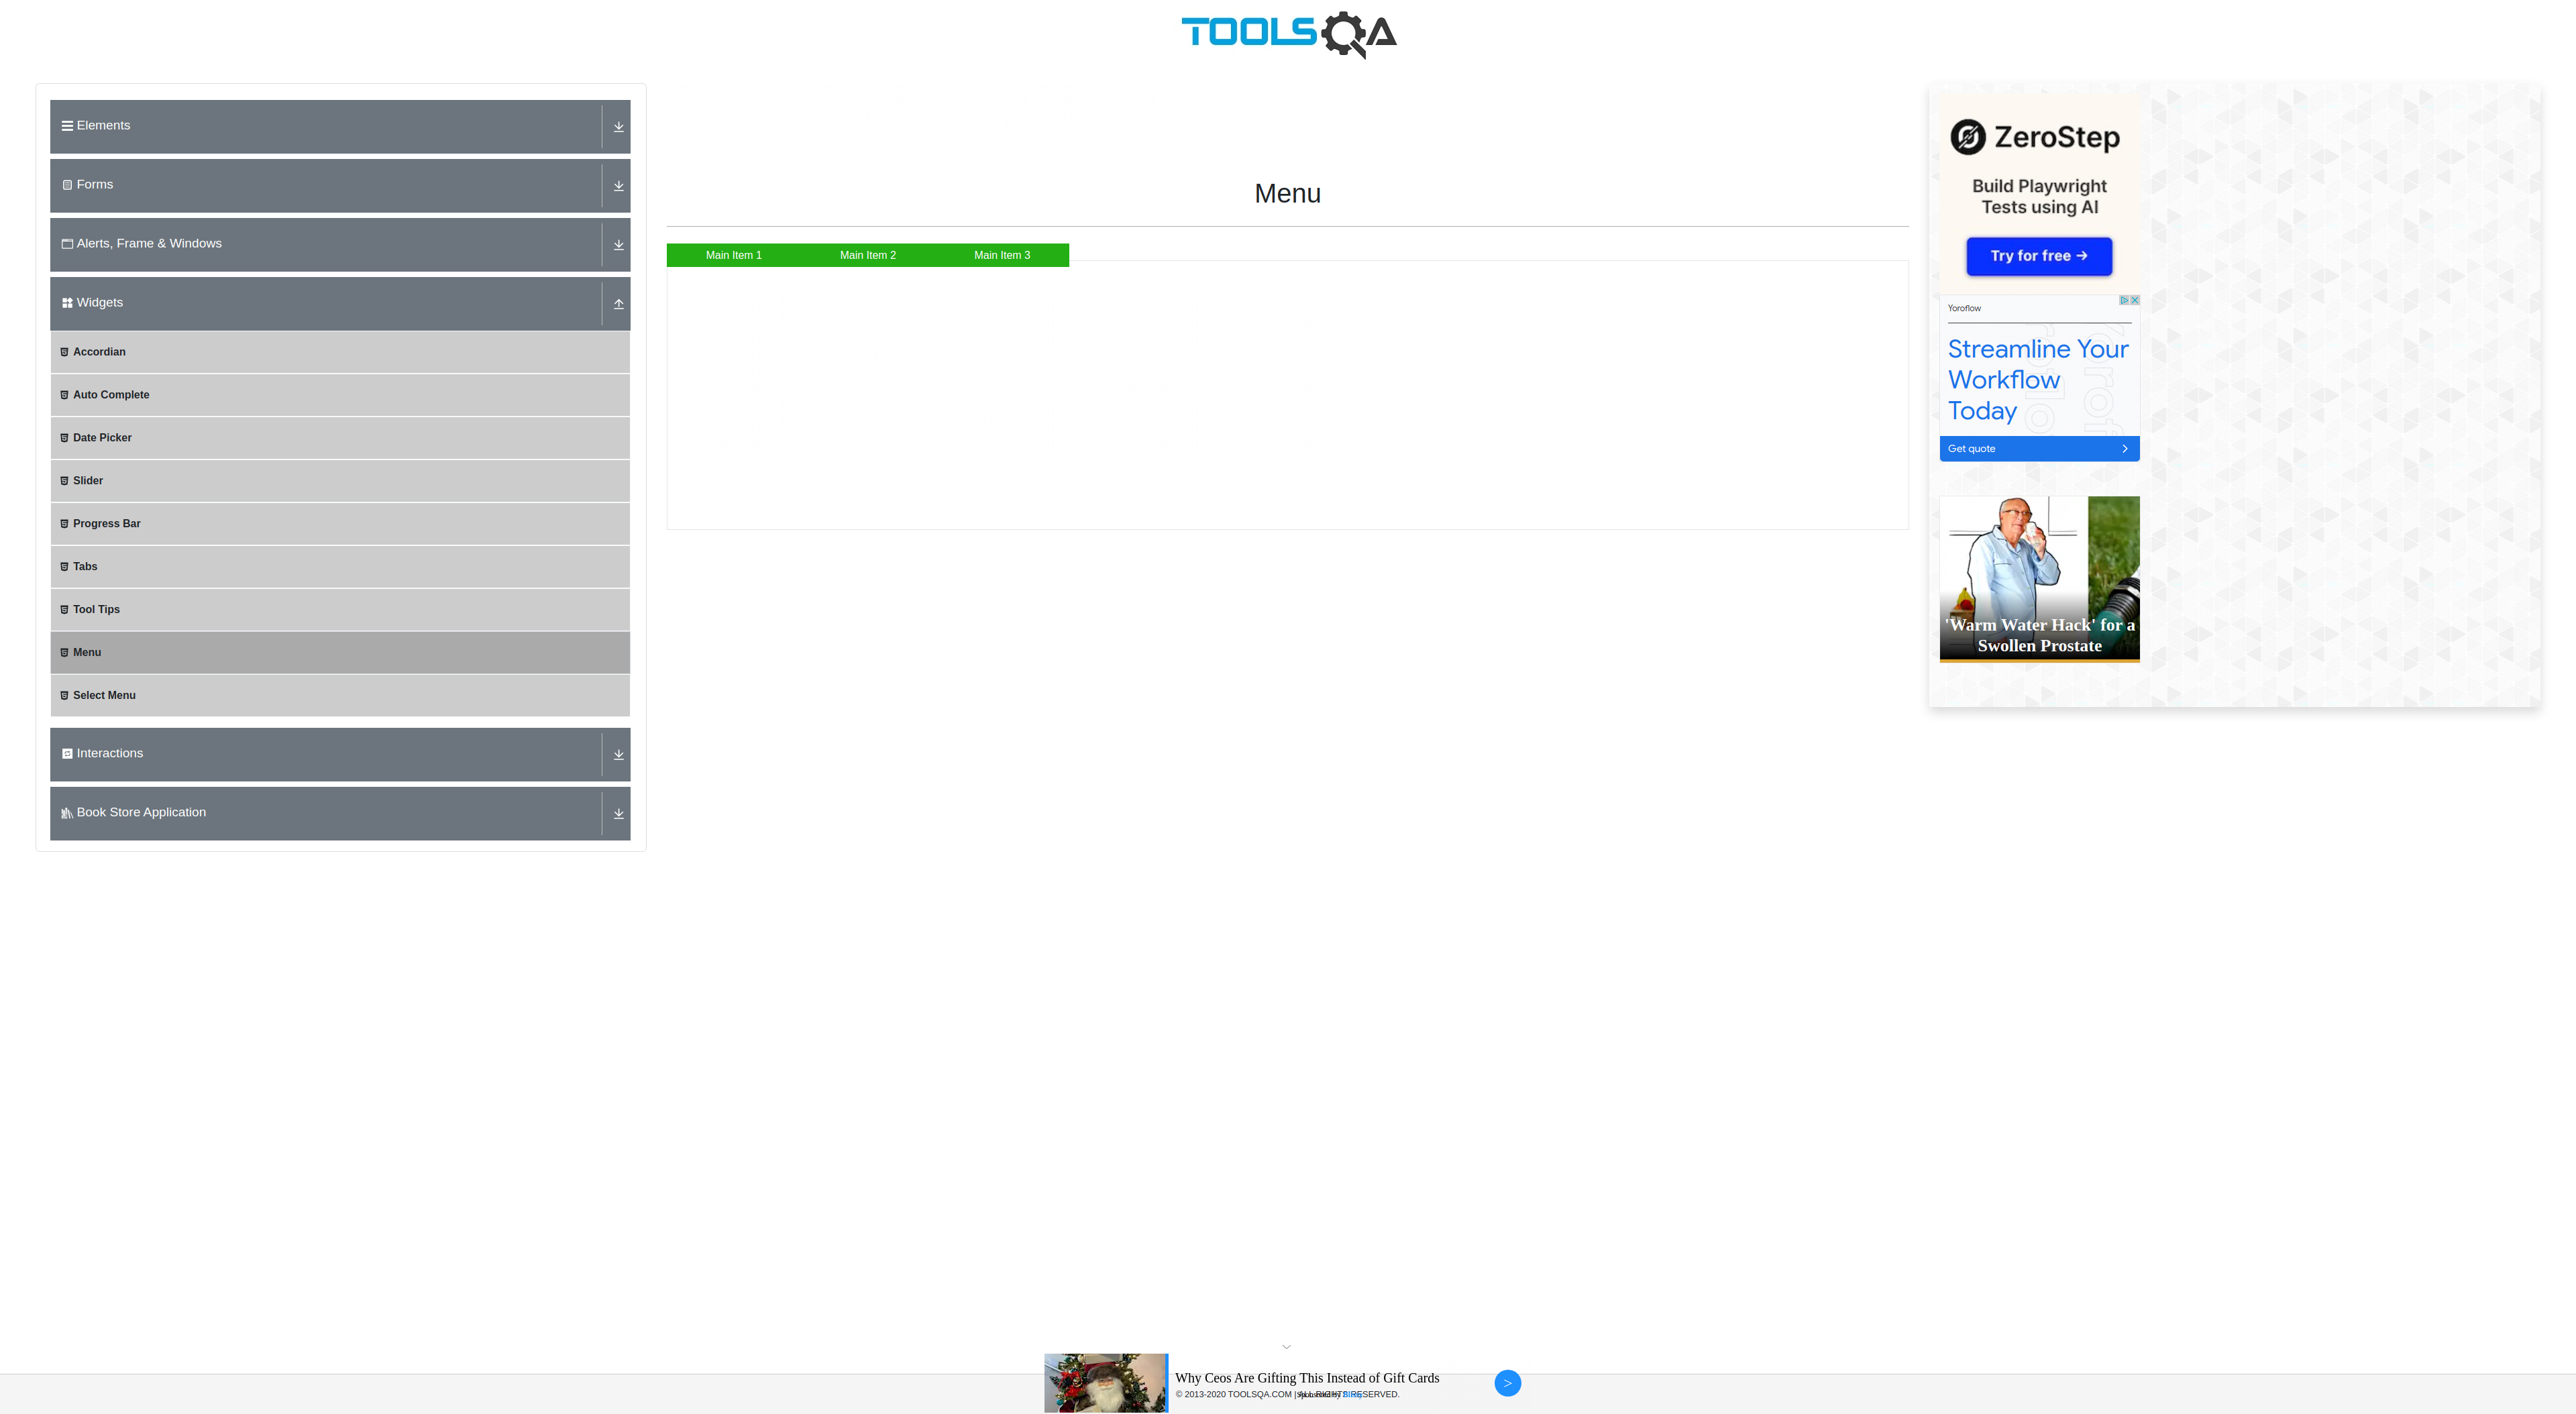 TOOLSQA
Elements
Forms
Alerts, Frame & Windows
Widgets
Accordian
Auto Complete
Date Picker
Slider
Progress Bar
Tabs
Tool Tips
Menu
Select Menu
Interactions
Book Store Application
Menu
Main Item 1
Main Item 2
Main Item 3
ZeroStep
Build Playwright
Tests using AI
Try for free →
Yoroflow
Streamline Your
Workflow
Today
Get quote
'Warm Water Hack' for a
Swollen Prostate
Why Ceos Are Gifting This Instead of Gift Cards
© 2013-2020 TOOLSQA.COM | ALL RIGHTS RESERVED.